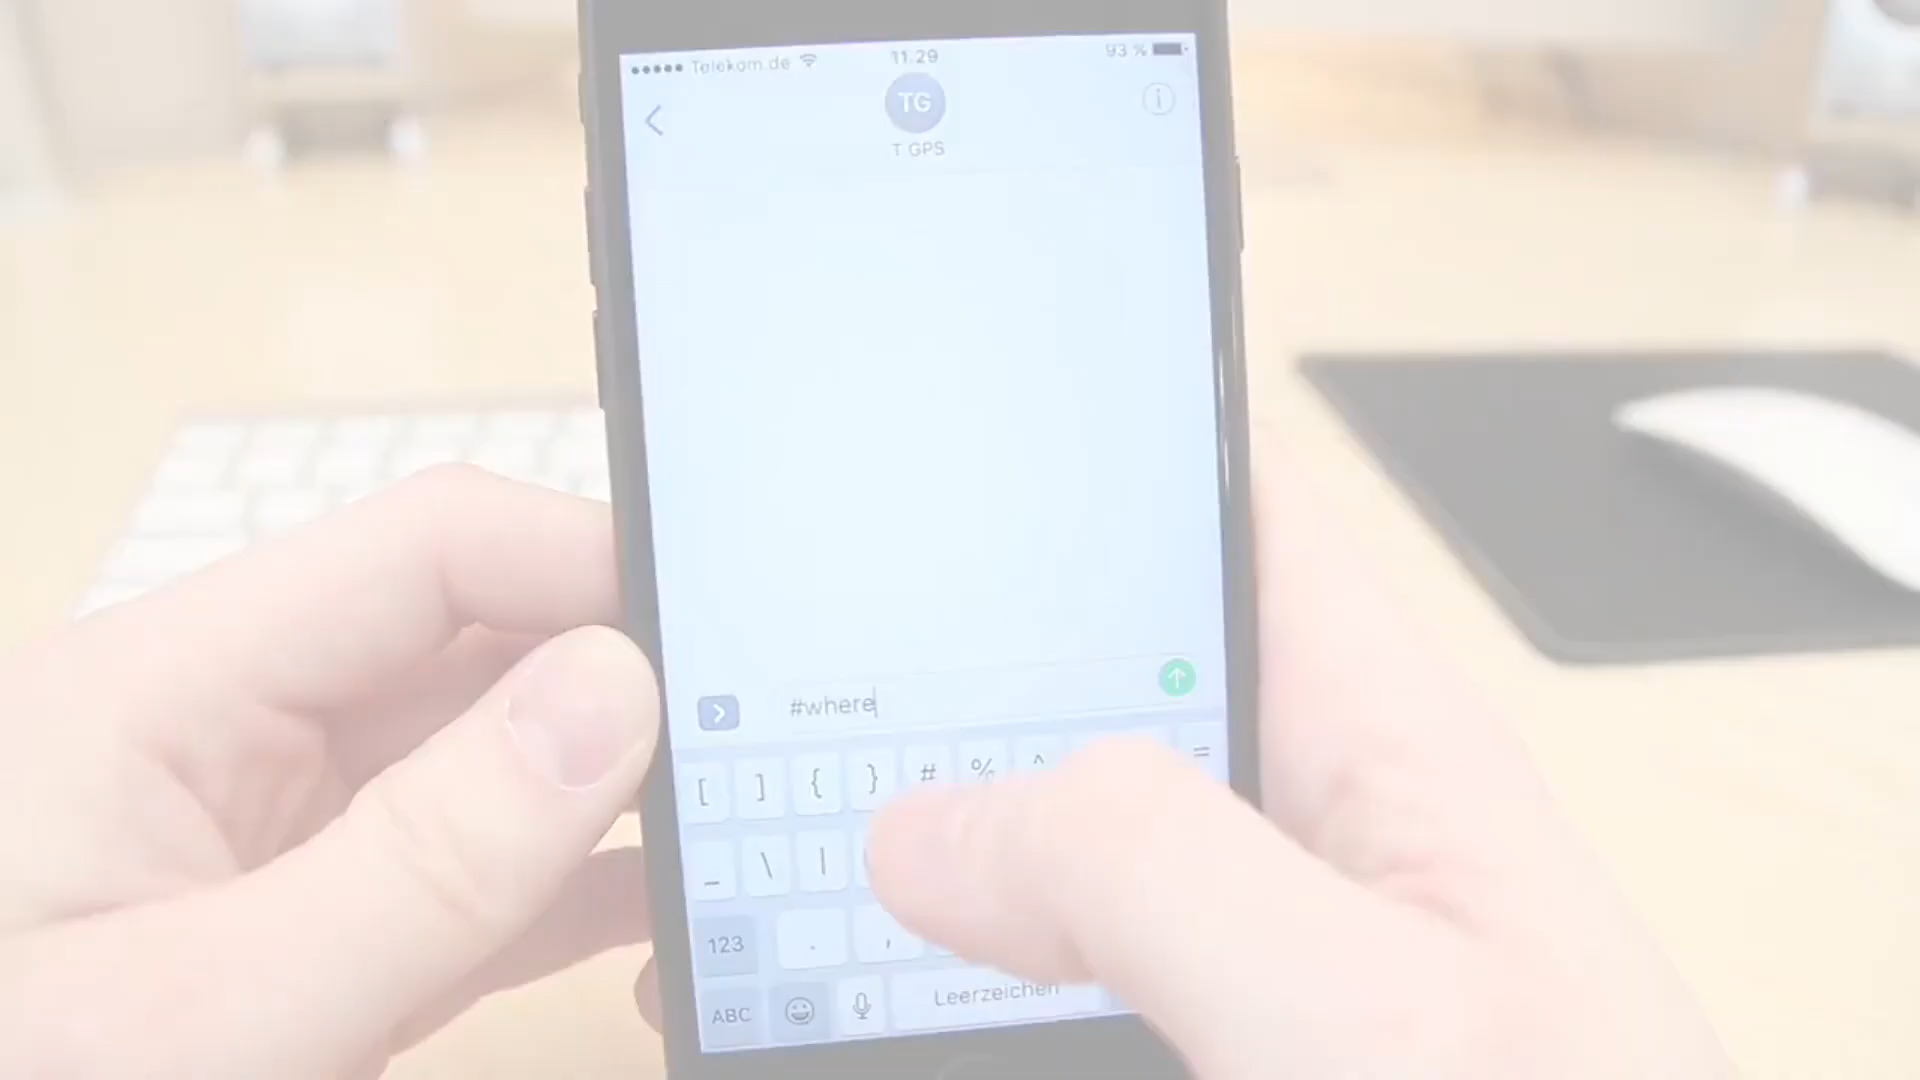 Telekom.de 11:29 93 %
TG
T GPS
#where
[ ] { } # % ^ =
_ \ |
123 . ,
ABC Leerzeichen